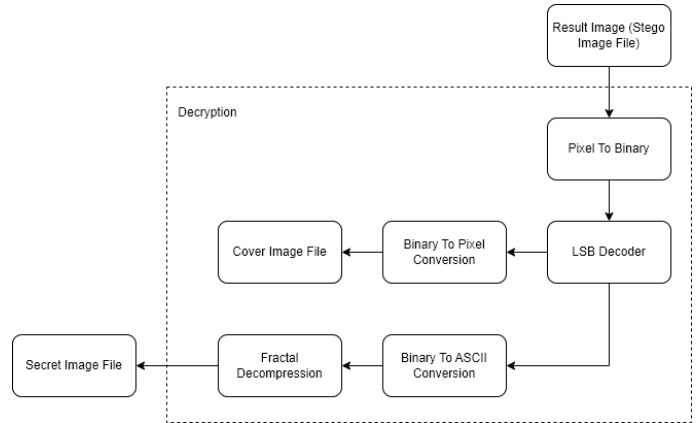 Result Image (Stego
Image File)
Decryption
Pixel To Binary
Cover Image File
Binary To Pixel
Conversion
LSB Decoder
Secret Image File
Fractal
Decompression
Binary To ASCII
Conversion